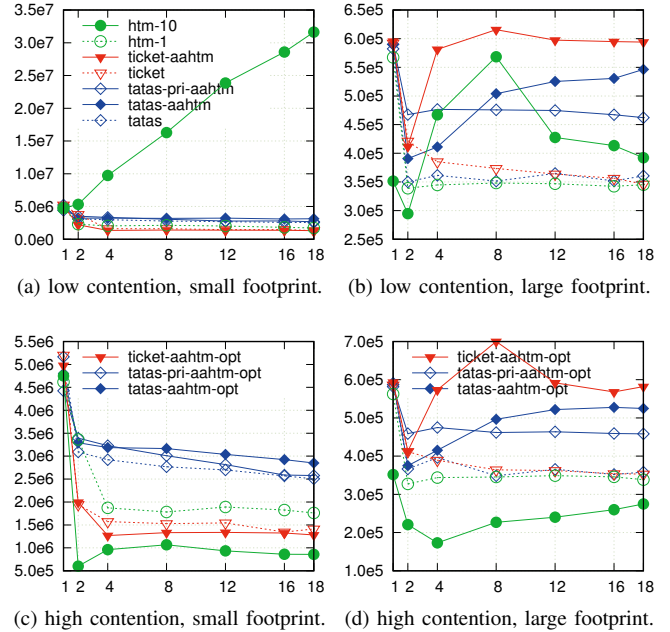 3.5e7
3.0e7
2.5e7
2.0e7
1.5e7
1.0e7
5.0e6
0.0e0
htm-10
htm-1
ticket-aahtm
ticket
tatas-pri-aahtm
tatas-aahtm
tatas
1 2 4 8 12 16 18
(a) low contention, small footprint.
6.5e5
6.0e5
5.5e5
5.0e5
4.5e5
4.0e5
3.5e5
3.0e5
2.5e5
1 2 4 8 12 16 18
(b) low contention, large footprint.
5.5e6
5.0e6
4.5e6
4.0e6
3.5e6
3.0e6
2.5e6
2.0e6
1.5e6
1.0e6
5.0e5
ticket-aahtm-opt
tatas-pri-aahtm-opt
tatas-aahtm-opt
1 2 4 8 12 16 18
(c) high contention, small footprint.
7.0e5
6.0e5
5.0e5
4.0e5
3.0e5
2.0e5
1.0e5
ticket-aahtm-opt
tatas-pri-aahtm-opt
tatas-aahtm-opt
1 2 4 8 12 16 18
(d) high contention, large footprint.